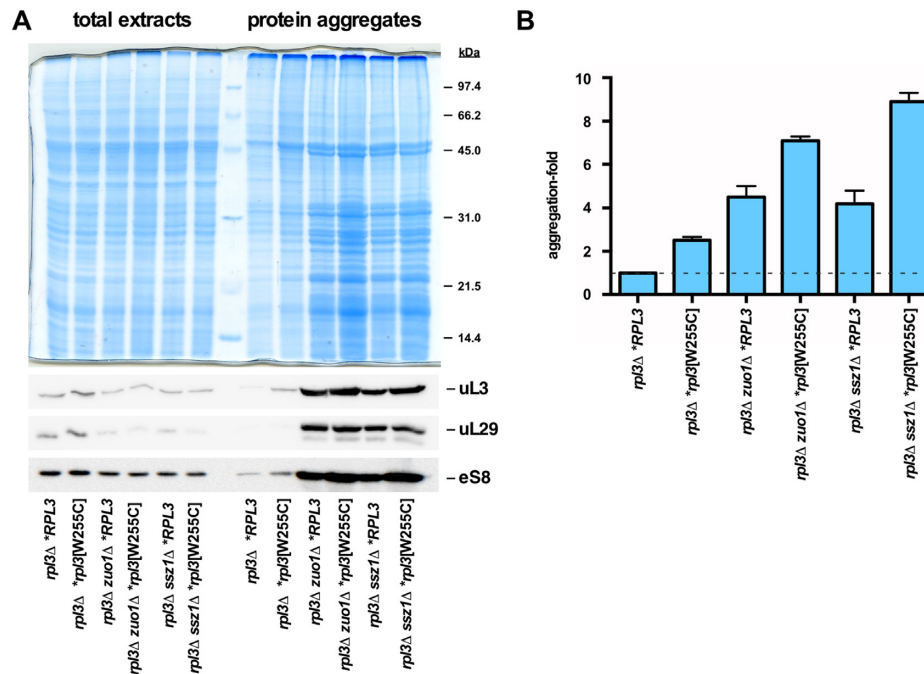 A
total extracts
protein aggregates
kDa
– 97.4
– 66.2
– 45.0
– 31.0
– 21.5
– 14.4
– uL3
– uL29
– eS8
rpl3Δ *RPL3
rpl3Δ *rpl3[W255C]
rpl3Δ zuo1Δ *RPL3
rpl3Δ zuo1Δ *rpl3[W255C]
rpl3Δ ssz1Δ *RPL3
rpl3Δ ssz1Δ *rpl3[W255C]
rpl3Δ *RPL3
rpl3Δ *rpl3[W255C]
rpl3Δ zuo1Δ *RPL3
rpl3Δ zuo1Δ *rpl3[W255C]
rpl3Δ ssz1Δ *RPL3
rpl3Δ ssz1Δ *rpl3[W255C]
B
aggregation-fold
10
8
6
4
2
0
rpl3Δ *RPL3
rpl3Δ *rpl3[W255C]
rpl3Δ zuo1Δ *RPL3
rpl3Δ zuo1Δ *rpl3[W255C]
rpl3Δ ssz1Δ *RPL3
rpl3Δ ssz1Δ *rpl3[W255C]